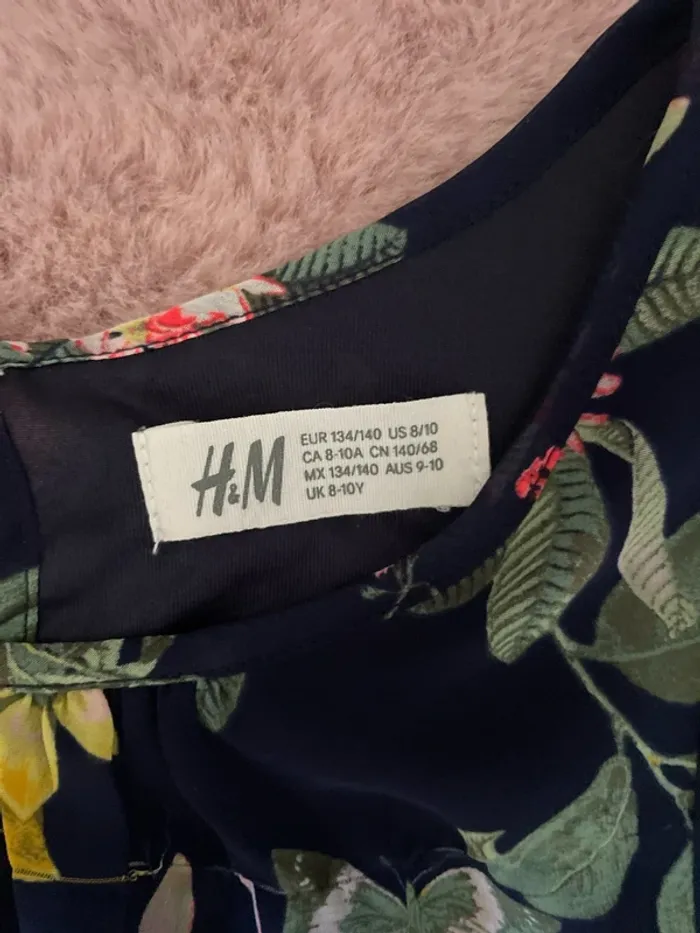 H&M
EUR 134/140 US 8/10
CA 8-10A CN 140/68
MX 134/140 AUS 9-10
UK 8-10Y